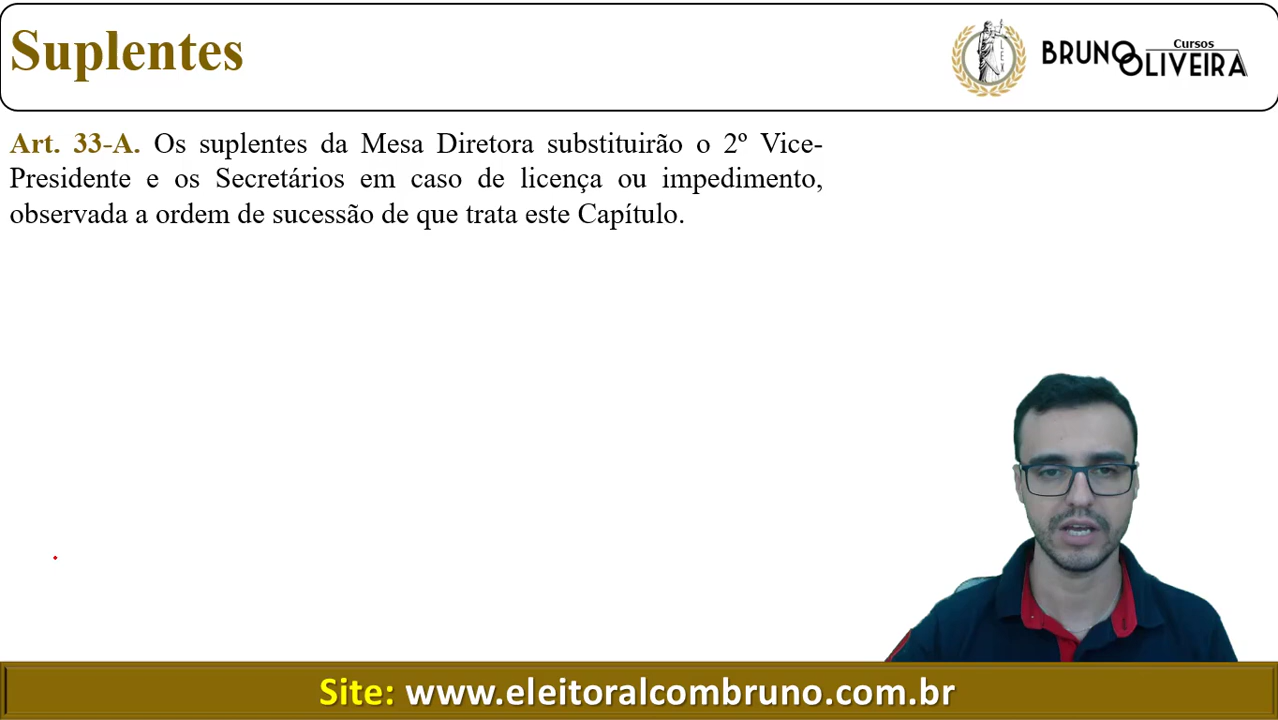 Suplentes
Cursos
BRUNO
OLIVEIRA
LEX
Art. 33-A. Os suplentes da Mesa Diretora substituirão o 2º Vice-
Presidente e os Secretários em caso de licença ou impedimento,
observada a ordem de sucessão de que trata este Capítulo.
Site: www.eleitoralcombruno.com.br